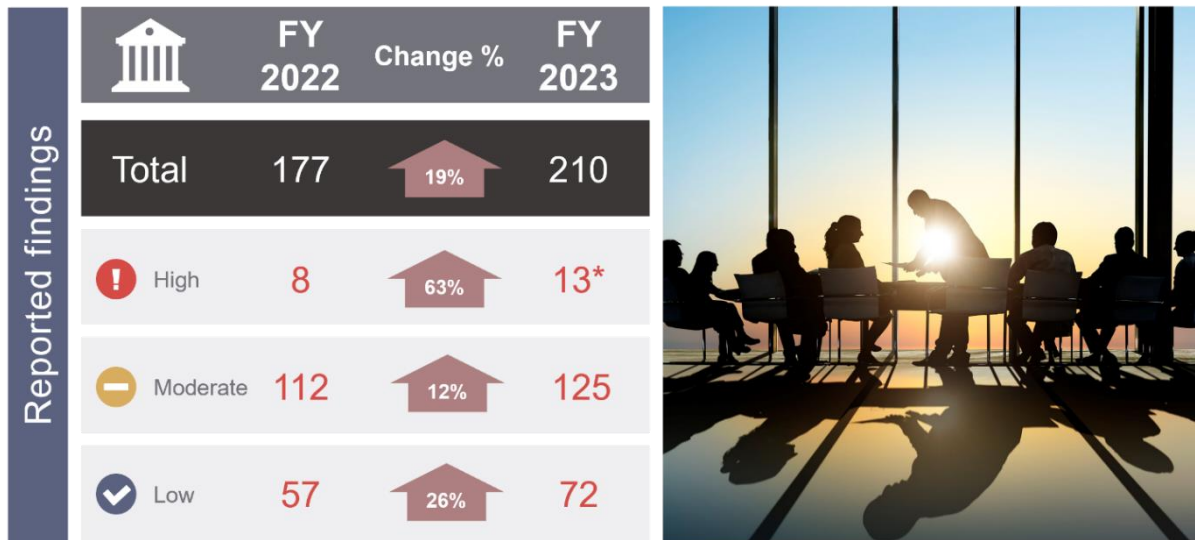 Reported findings
FY 2022 Change % FY 2023
Total 177 19% 210
High 8 63% 13*
Moderate 112 12% 125
Low 57 26% 72